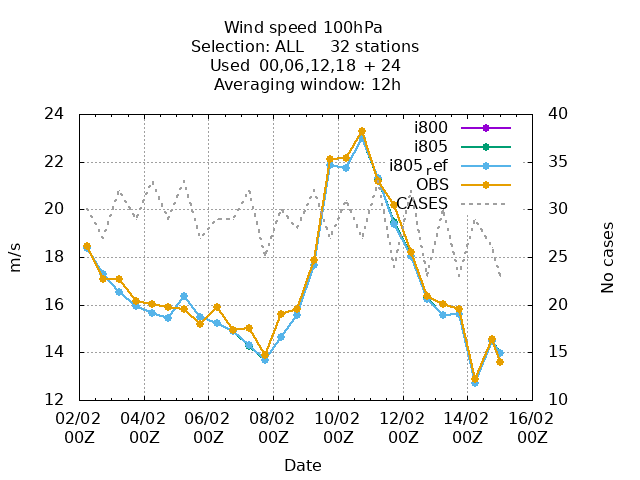 Wind speed 100hPa
Selection: ALL 32 stations
Used 00,06,12,18 + 24
Averaging window: 12h
24 40
i800
i805
22 35
i805ref
OBS
CASES
20 30
m/s
No cases
18 25
16 20
14 15
12 10
02/02 04/02 06/02 08/02 10/02 12/02 14/02 16/02
00Z 00Z 00Z 00Z 00Z 00Z 00Z 00Z
Date